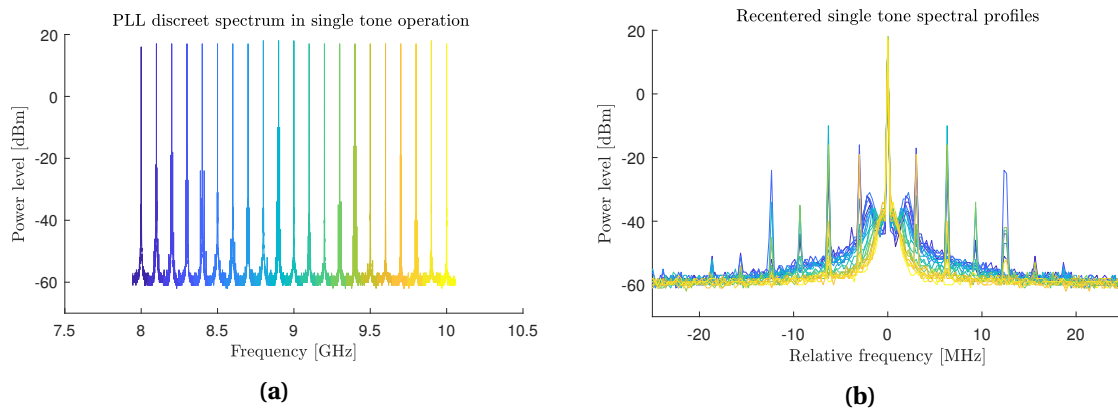 PLL discreet spectrum in single tone operation
20
0
-20
-40
-60
Power level [dBm]
7.5 8 8.5 9 9.5 10 10.5
Frequency [GHz]
(a)
Recentered single tone spectral profiles
20
0
-20
-40
-60
Power level [dBm]
-20 -10 0 10 20
Relative frequency [MHz]
(b)